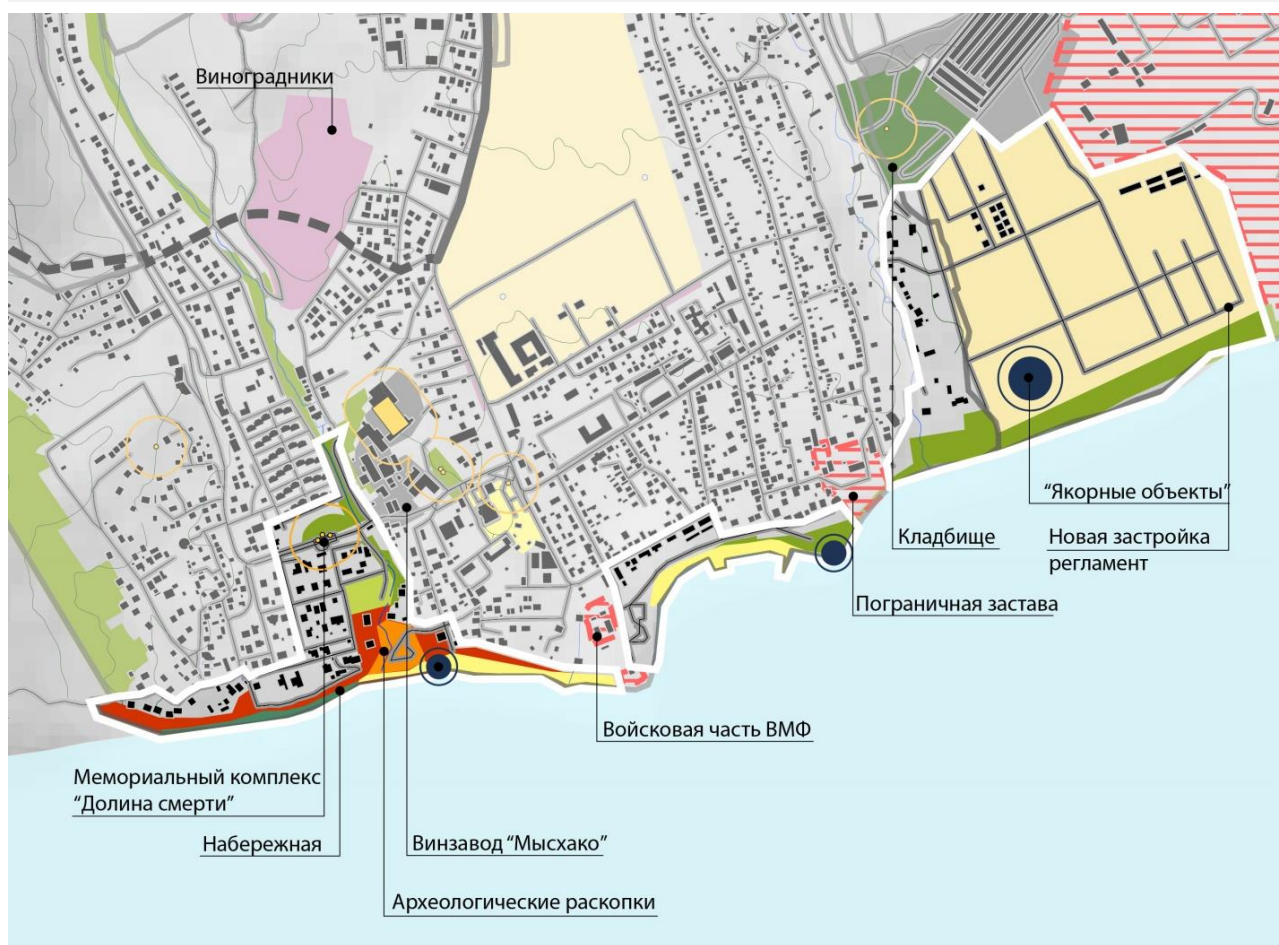 Виноградники
“Якорные объекты”
Кладбище
Новая застройка
регламент
Пограничная застава
Войсковая часть ВМФ
Мемориальный комплекс
“Долина смерти”
Набережная
Винзавод “Мысхако”
Археологические раскопки